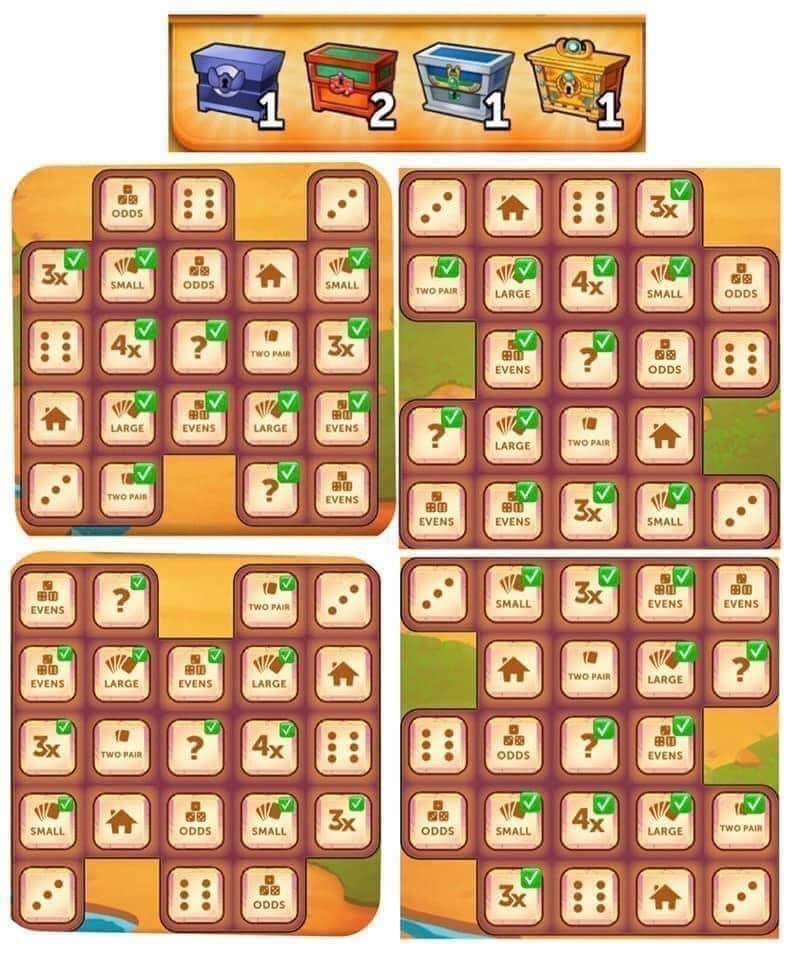 1 2 1 1
ODDS
3x SMALL ODDS SMALL
4x ? TWO PAIR 3x
LARGE EVENS LARGE EVENS
TWO PAIR ? EVENS
3x
TWO PAIR LARGE 4x SMALL ODDS
EVENS ? ODDS
? LARGE TWO PAIR
EVENS EVENS 3x SMALL
EVENS ? TWO PAIR
EVENS LARGE EVENS LARGE
3x TWO PAIR ? 4x
SMALL ODDS SMALL 3x
ODDS
SMALL 3x EVENS EVENS
TWO PAIR LARGE ?
ODDS ? EVENS
ODDS SMALL 4x LARGE TWO PAIR
3x